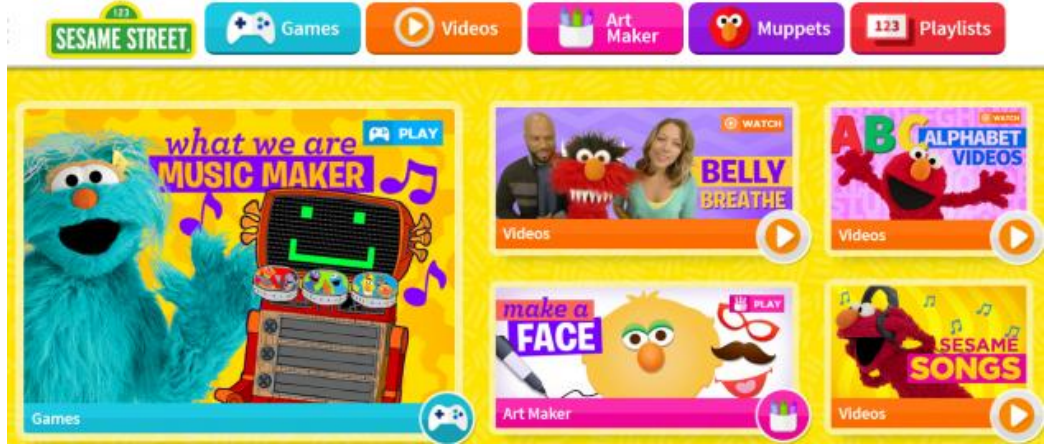 123
SESAME STREET
Games
Videos
Art
Maker
Muppets
123
Playlists
PLAY
what we are
MUSIC MAKER
Games
WATCH
BELLY
BREATHE
Videos
WATCH
ABC ALPHABET
VIDEOS
Videos
PLAY
make a
FACE
Art Maker
SESAME
SONGS
Videos